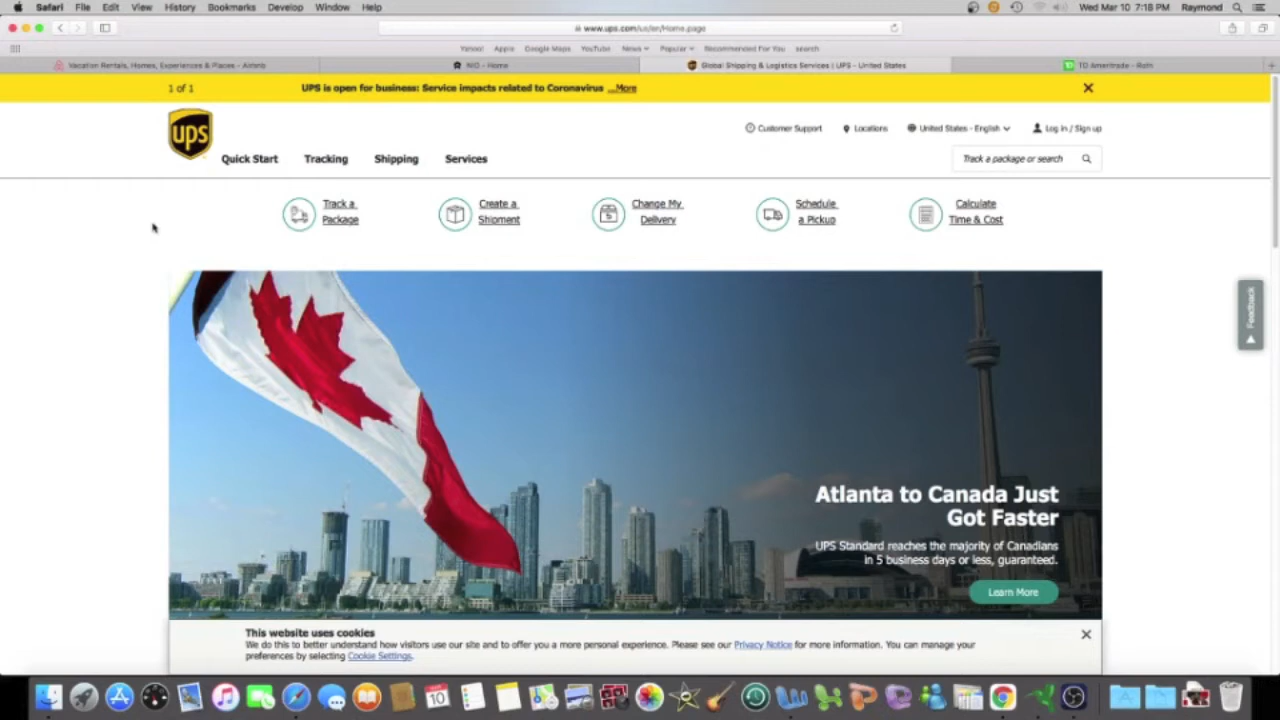 Safari File Edit View History Bookmarks Develop Window Help Wed Mar 10 7:18 PM Raymond
www.ups.com/us/en/Home.page
Yahoo! Apple Google Maps YouTube News Popular Recommended For You search
Vacation Rentals, Homes, Experiences & Places - Airbnb NIO - Home Global Shipping & Logistics Services | UPS - United States TD Ameritrade - Roth
1 of 1 UPS is open for business: Service impacts related to Coronavirus ...More
ups
Customer Support Locations United States - English Log in / Sign up
Quick Start Tracking Shipping Services Track a package or search
Track a
Package
Create a
Shipment
Change My
Delivery
Schedule
a Pickup
Calculate
Time & Cost
Feedback
Atlanta to Canada Just
Got Faster
UPS Standard reaches the majority of Canadians
in 5 business days or less, guaranteed.
Learn More
This website uses cookies
We do this to better understand how visitors use our site and to offer you a more personal experience. Please see our Privacy Notice for more information. You can manage your
preferences by selecting Cookie Settings.
10